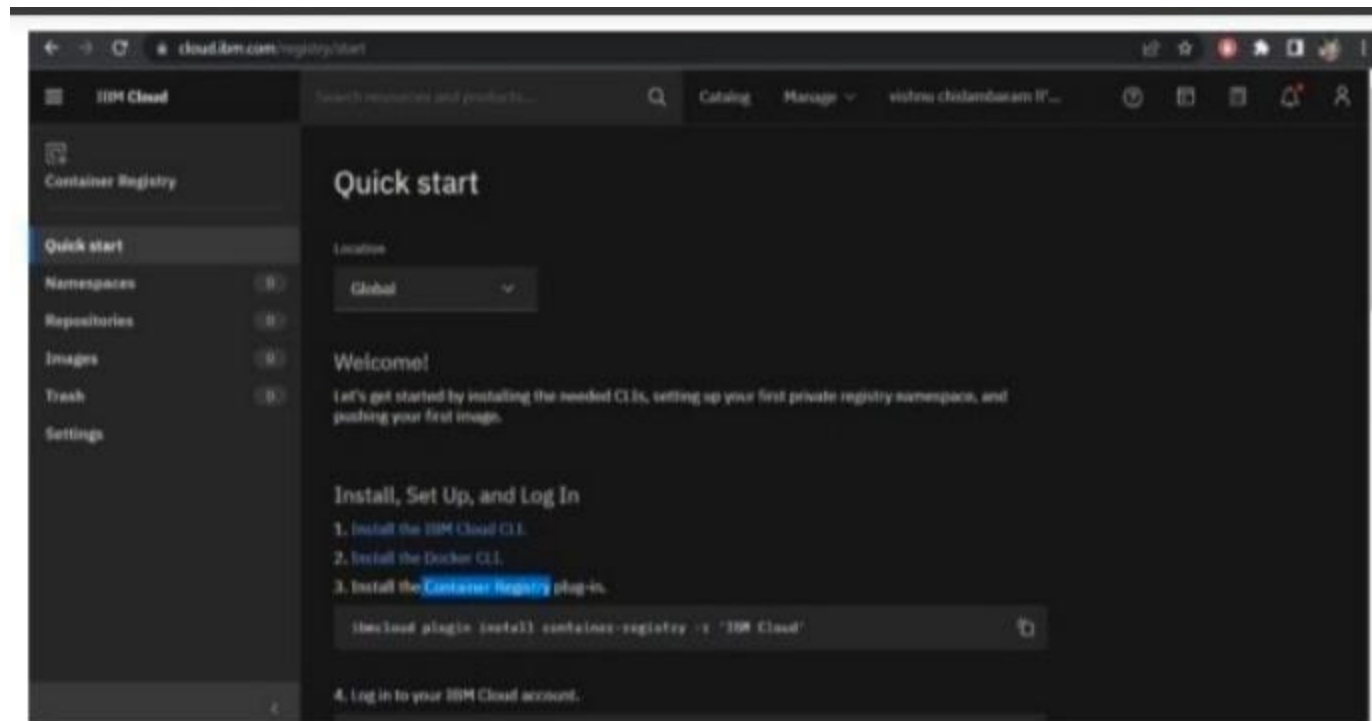 cloud.ibm.com/registry/start
IBM Cloud
Search resources and products...
Catalog
Manage
vishnu chidambaram
Container Registry
Quick start
Namespaces 0
Repositories 0
Images 0
Trash 0
Settings
Quick start
Location
Global
Welcome!
Let's get started by installing the needed CLIs, setting up your first private registry namespace, and
pushing your first image.
Install, Set Up, and Log In
1. Install the IBM Cloud CLI.
2. Install the Docker CLI.
3. Install the Container Registry plug-in.
ibmcloud plugin install container-registry -r 'IBM Cloud'
4. Log in to your IBM Cloud account.